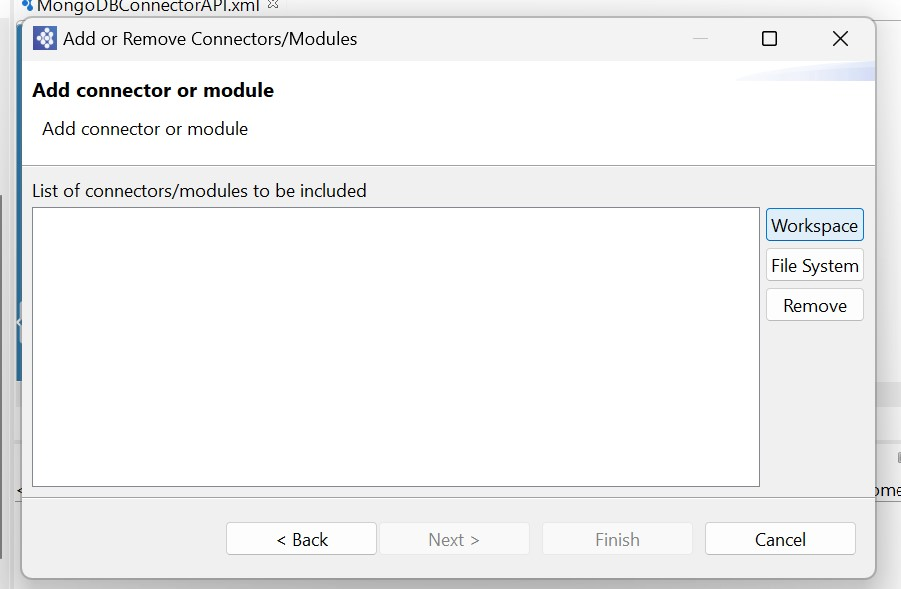 MongoDBConnectorAPI.xml
Add or Remove Connectors/Modules
Add connector or module
Add connector or module
List of connectors/modules to be included
Workspace
File System
Remove
< Back
Next >
Finish
Cancel